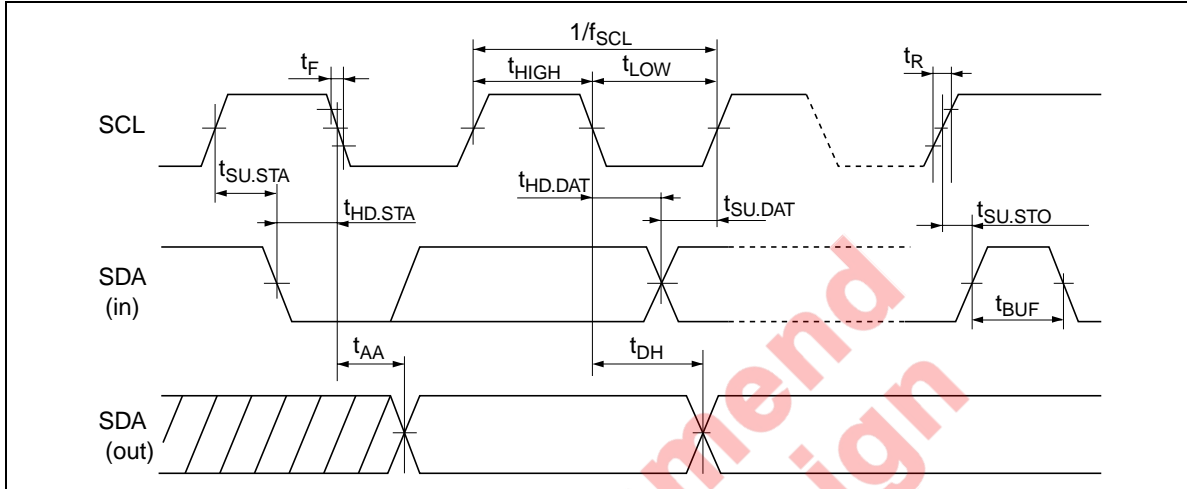 1/fSCL
tF
tHIGH
tLOW
tR
SCL
tSU.STA
tHD.STA
tHD.DAT
tSU.DAT
tSU.STO
SDA
(in)
tBUF
tAA
tDH
SDA
(out)
mend
ign